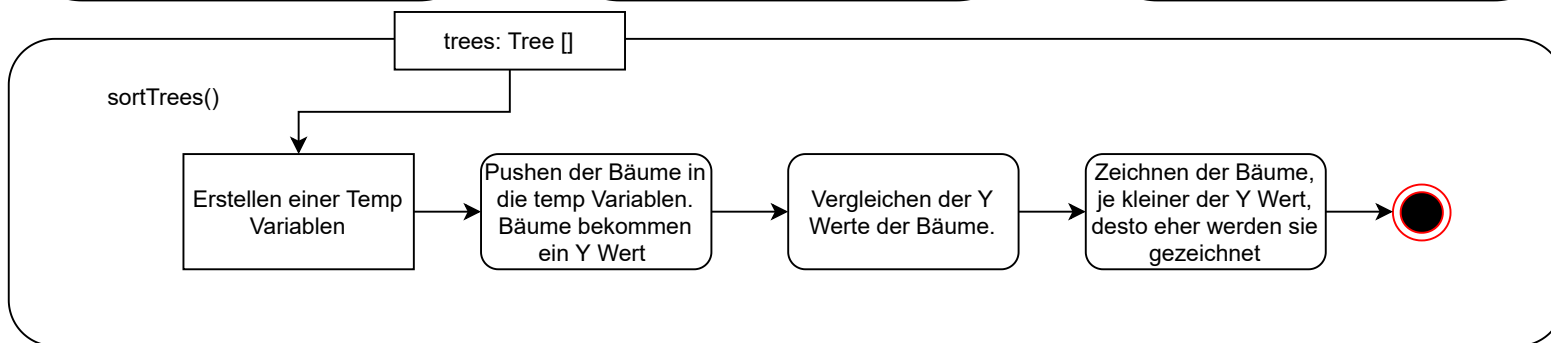 trees: Tree []
sortTrees()
Erstellen einer Temp
Variablen
Pushen der Bäume in
die temp Variablen.
Bäume bekommen
ein Y Wert
Vergleichen der Y
Werte der Bäume.
Zeichnen der Bäume,
je kleiner der Y Wert,
desto eher werden sie
gezeichnet